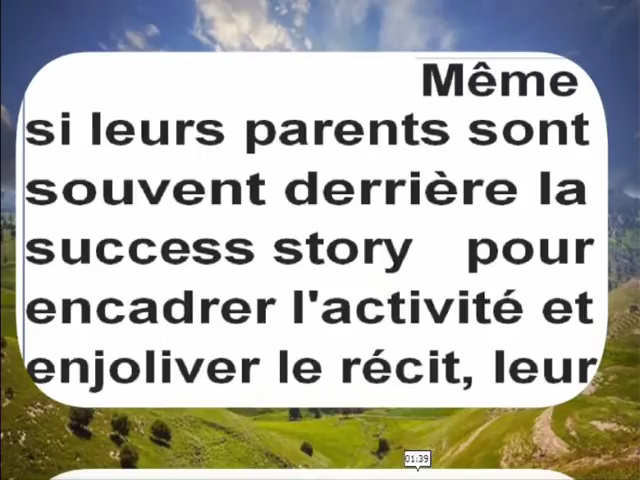 Même
si leurs parents sont
souvent derrière la
success story pour
encadrer l'activité et
enjoliver le récit, leur
01:39